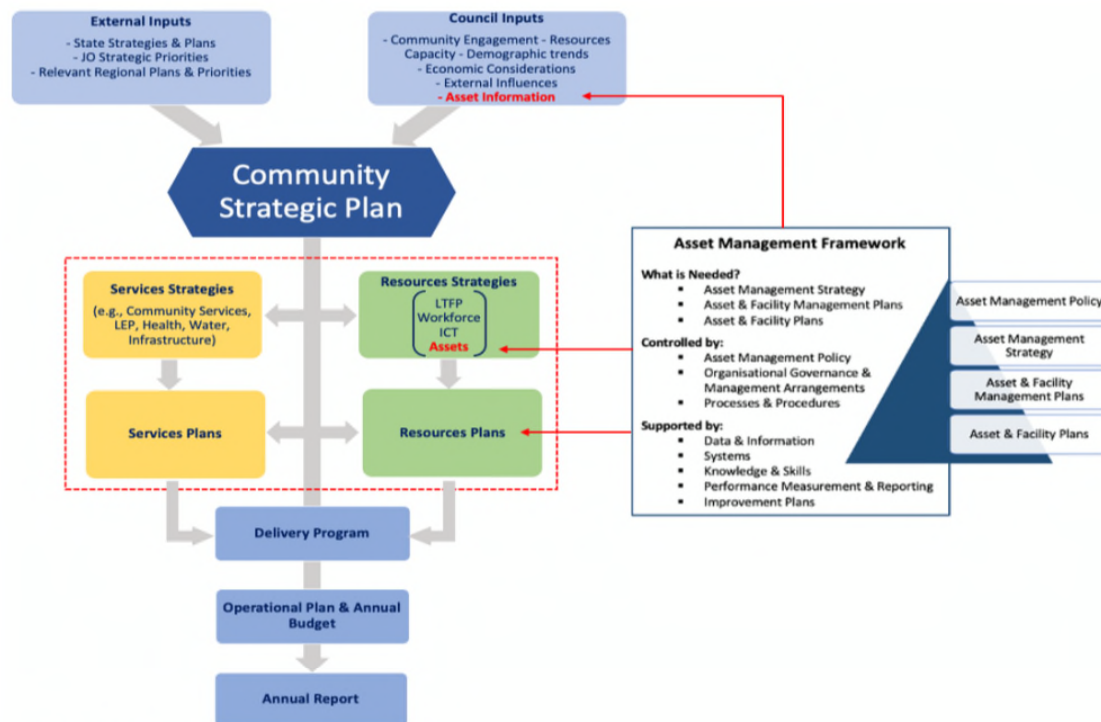 External Inputs
- State Strategies & Plans
- JO Strategic Priorities
- Relevant Regional Plans & Priorities
Council Inputs
- Community Engagement - Resources
Capacity - Demographic trends
- Economic Considerations
- External Influences
- Asset Information
Community
Strategic Plan
Services Strategies
(e.g., Community Services,
LEP, Health, Water,
Infrastructure)
Resources Strategies
LTFP
Workforce
ICT
Assets
Services Plans
Resources Plans
Delivery Program
Operational Plan & Annual
Budget
Annual Report
Asset Management Framework
What is Needed?
▪ Asset Management Strategy
▪ Asset & Facility Management Plans
▪ Asset & Facility Plans
Controlled by:
▪ Asset Management Policy
▪ Organisational Governance &
Management Arrangements
▪ Processes & Procedures
Supported by:
▪ Data & Information
▪ Systems
▪ Knowledge & Skills
▪ Performance Measurement & Reporting
▪ Improvement Plans
Asset Management Policy
Asset Management
Strategy
Asset & Facility
Management Plans
Asset & Facility Plans